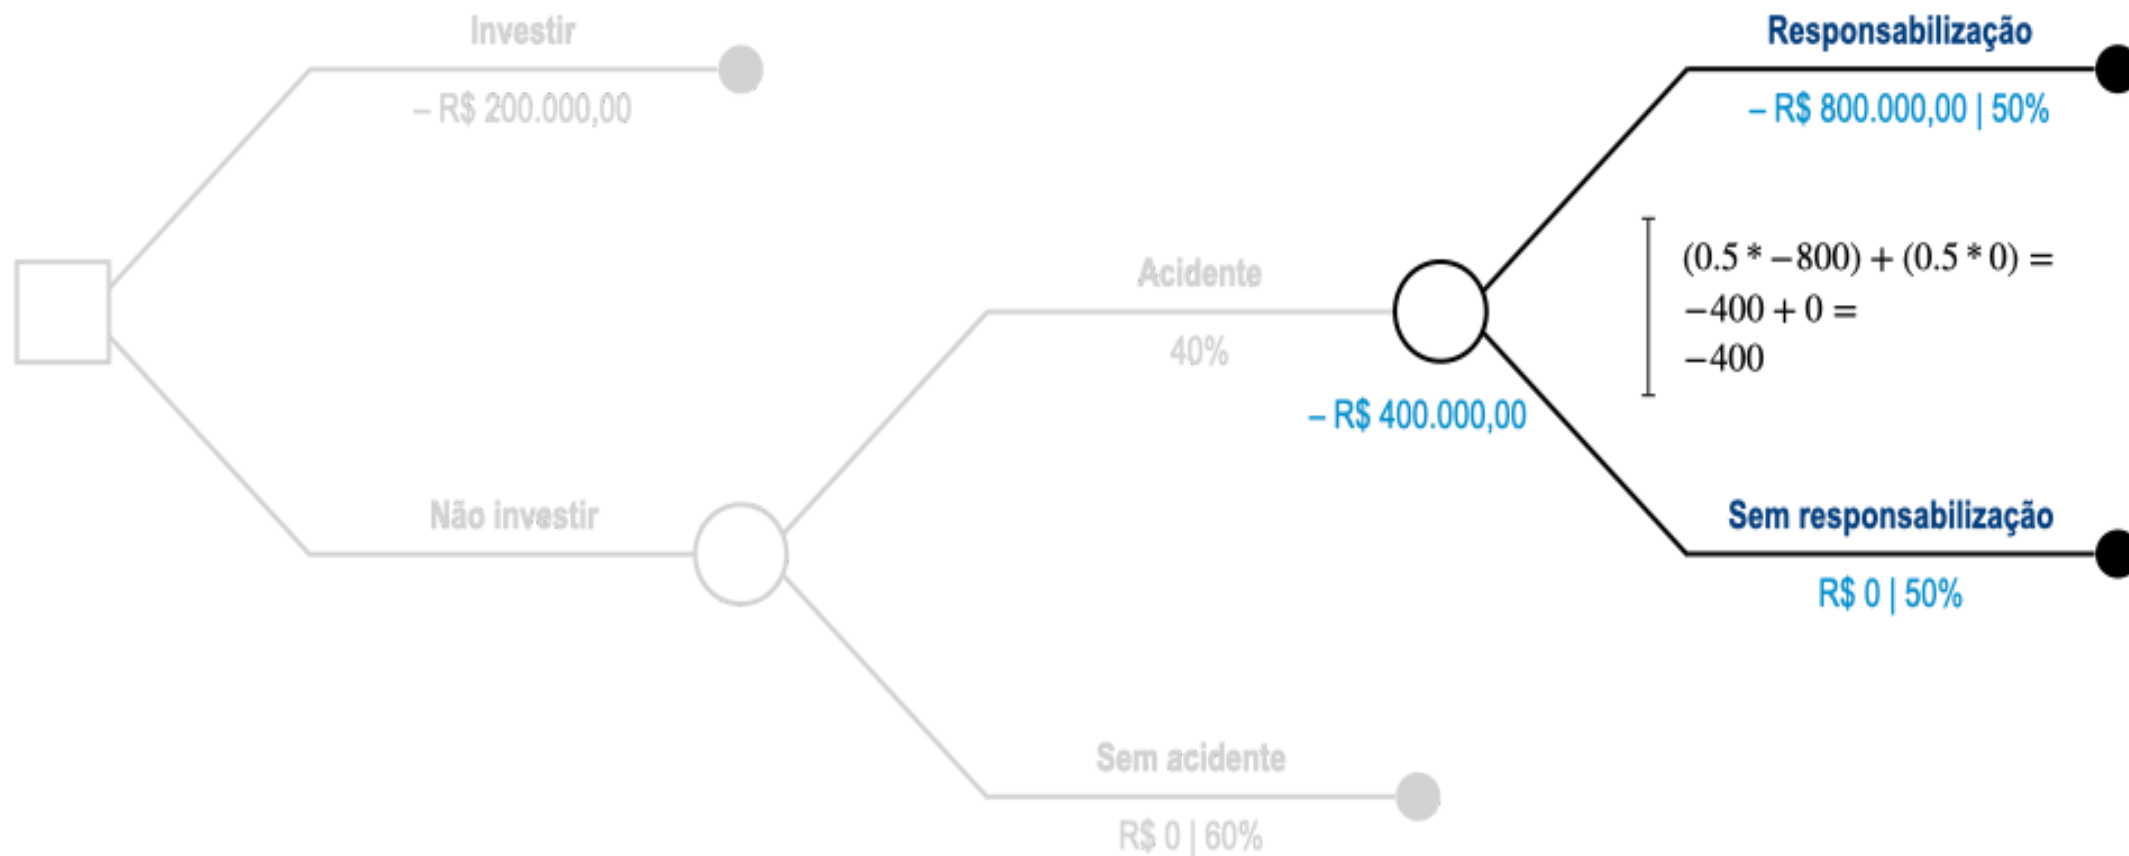 Investir
– R$ 200.000,00
Responsabilização
– R$ 800.000,00 | 50%
Acidente
40%
(0.5 * −800) + (0.5 * 0) =
−400 + 0 =
−400
– R$ 400.000,00
Não investir
Sem responsabilização
R$ 0 | 50%
Sem acidente
R$ 0 | 60%